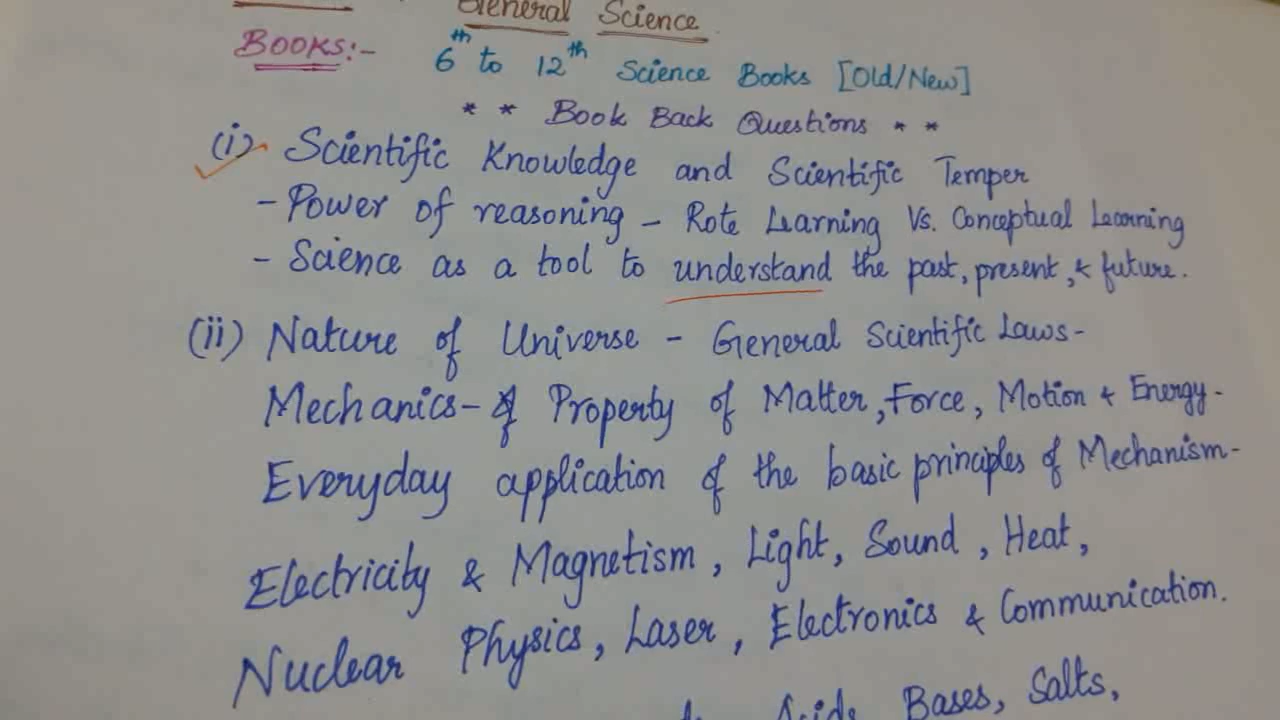 General Science
BOOKS:- 6th to 12th Science Books [Old/New]
* * Book Back Questions * *
(i) Scientific Knowledge and Scientific Temper
- Power of reasoning - Rote Learning Vs. Conceptual Learning
- Science as a tool to understand the past, present, & future.
(ii) Nature of Universe - General Scientific Laws-
Mechanics- Property of Matter, Force, Motion & Energy-
Everyday application of the basic principles of Mechanism-
Electricity & Magnetism, Light, Sound, Heat,
Nuclear Physics, Laser, Electronics & Communication.
Acids, Bases, Salts,